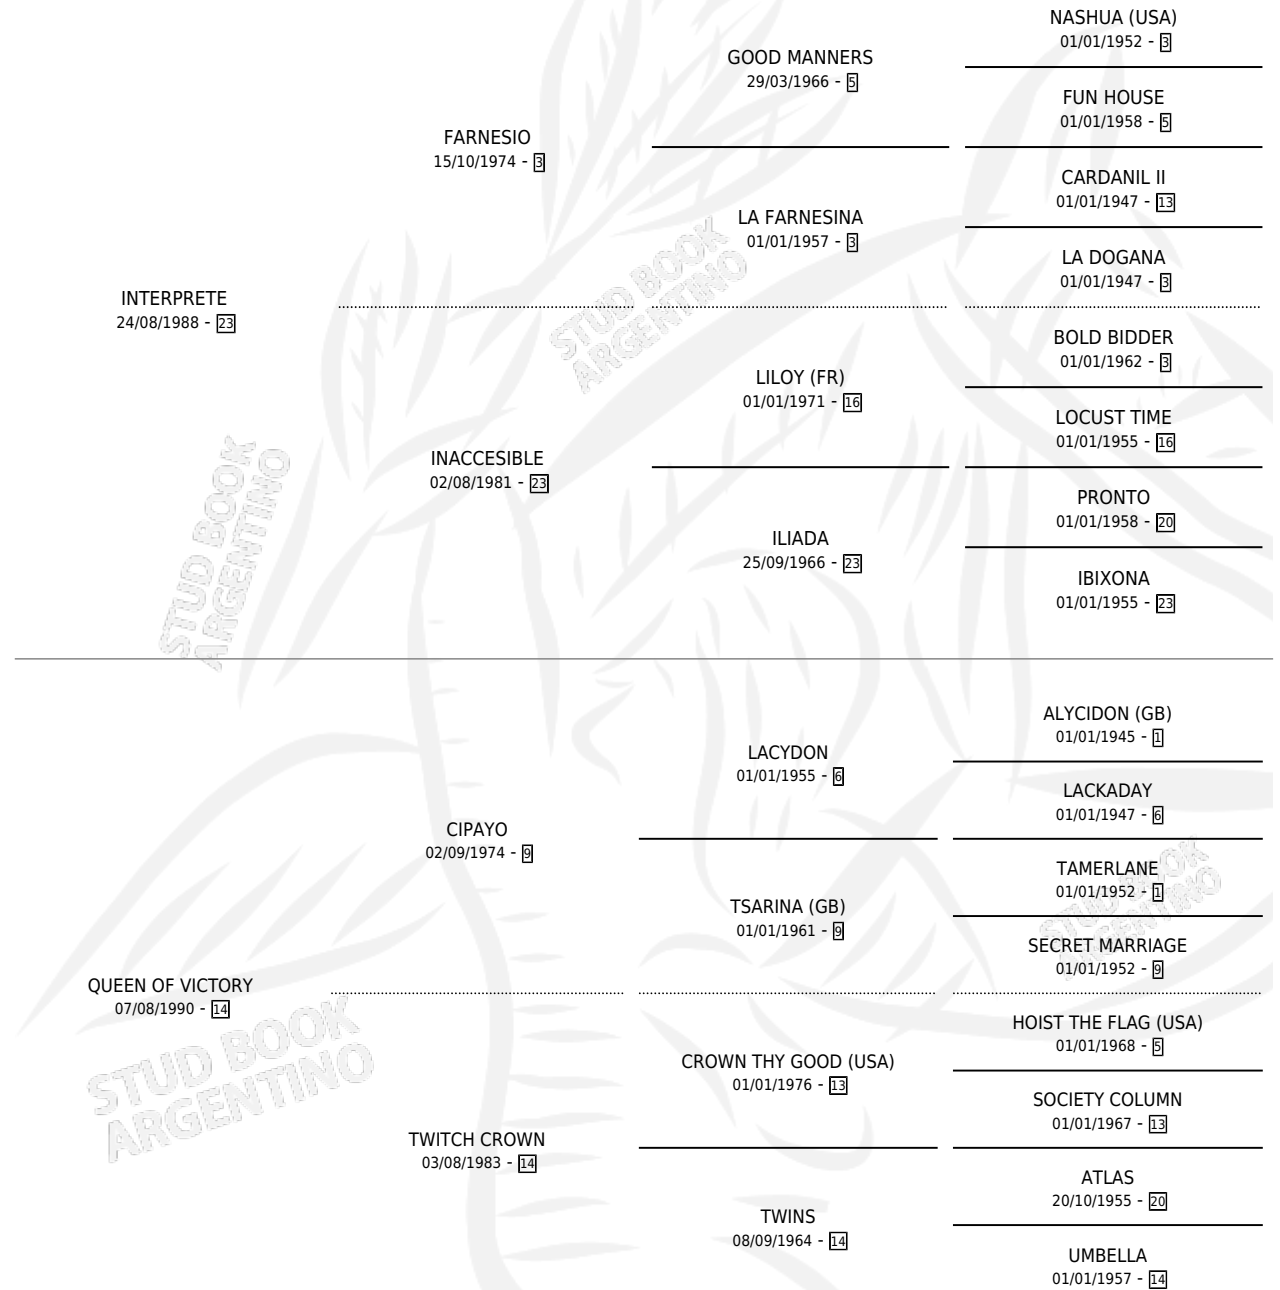 NASHUA (USA)
01/01/1952 - 3
GOOD MANNERS
29/03/1966 - 5
FUN HOUSE
01/01/1958 - 5
FARNESIO
15/10/1974 - 3
CARDANIL II
01/01/1947 - 13
LA FARNESINA
01/01/1957 - 3
LA DOGANA
01/01/1947 - 3
INTERPRETE
24/08/1988 - 23
STUD BOOK
ARGENTINO
BOLD BIDDER
01/01/1962 - 3
LILOY (FR)
01/01/1971 - 16
LOCUST TIME
01/01/1955 - 16
INACCESIBLE
02/08/1981 - 23
PRONTO
01/01/1958 - 20
ILIADA
25/09/1966 - 23
IBIXONA
01/01/1955 - 23
STUD BOOK
ARGENTINO
ALYCIDON (GB)
01/01/1945 - 1
LACYDON
01/01/1955 - 6
LACKADAY
01/01/1947 - 6
CIPAYO
02/09/1974 - 9
TAMERLANE
01/01/1952 - 1
TSARINA (GB)
01/01/1961 - 9
SECRET MARRIAGE
01/01/1952 - 9
STUD BOOK
ARGENTINO
QUEEN OF VICTORY
07/08/1990 - 14
STUD BOOK
ARGENTINO
HOIST THE FLAG (USA)
01/01/1968 - 5
CROWN THY GOOD (USA)
01/01/1976 - 13
SOCIETY COLUMN
01/01/1967 - 13
TWITCH CROWN
03/08/1983 - 14
ATLAS
20/10/1955 - 20
TWINS
08/09/1964 - 14
UMBELLA
01/01/1957 - 14